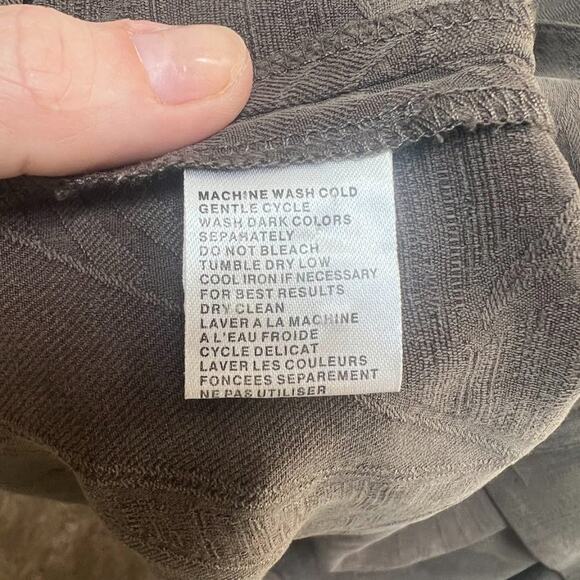 MACHINE WASH COLD
GENTLE CYCLE
WASH DARK COLORS
SEPARATELY
DO NOT BLEACH
TUMBLE DRY LOW
COOL IRON IF NECESSARY
FOR BEST RESULTS
DRY CLEAN
LAVER A LA MACHINE
A L'EAU FROIDE
CYCLE DELICAT
LAVER LES COULEURS
FONCEES SEPAREMENT
NE PAS UTILISER